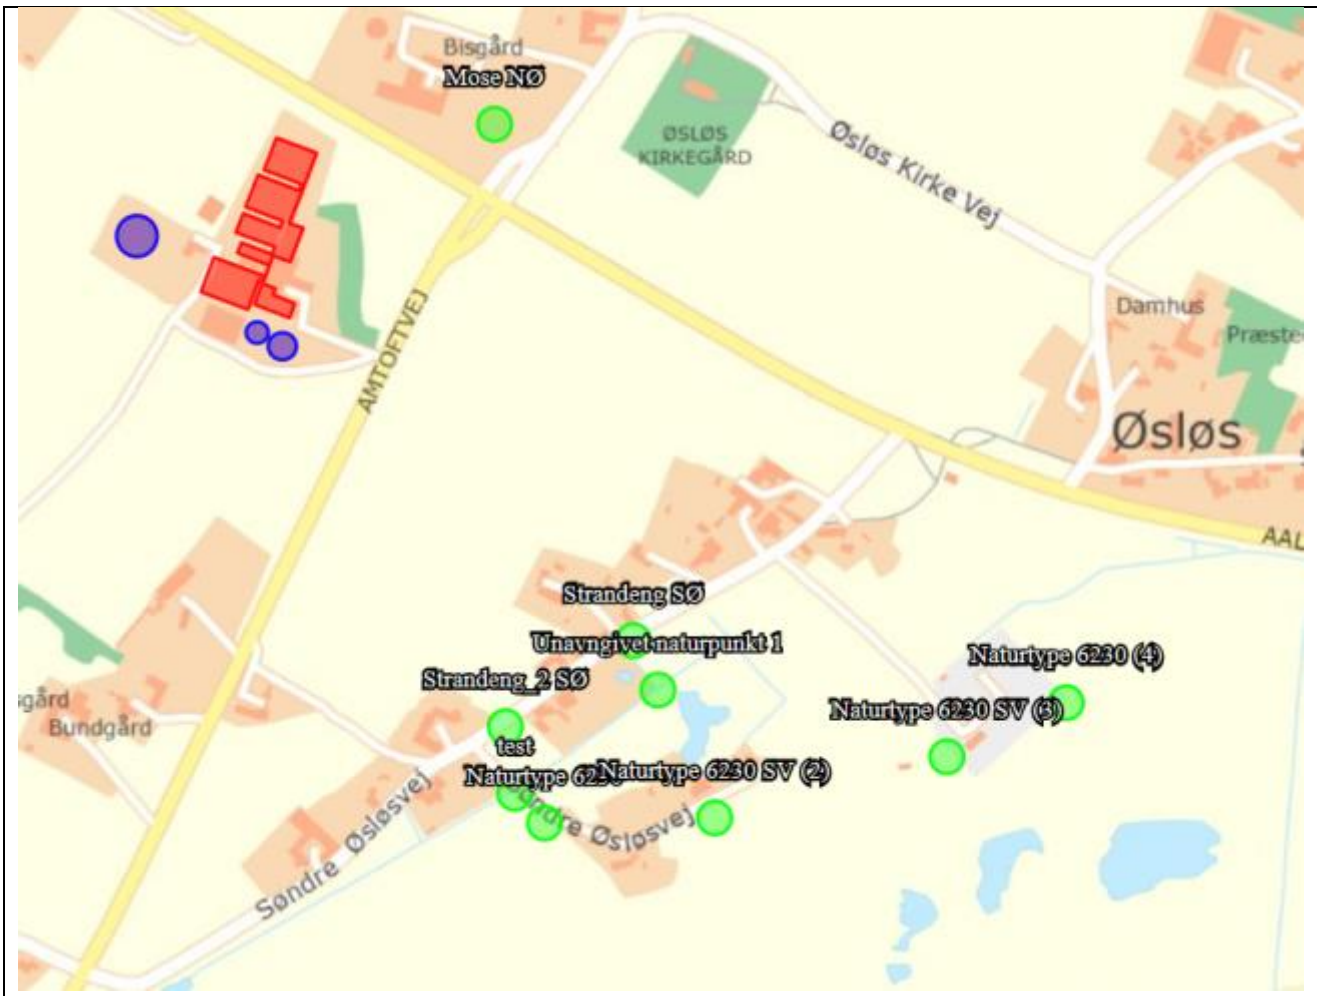 Bisgård
Mose NØ
ØSLØS
KIRKEGÅRD
Øsløs Kirke Vej
Damhus
Præste
AMTOFTVEJ
Øsløs
AAL
Strandeng SØ
Unavngivet naturpunkt 1
Strandeng_2 SØ
Naturtype 6230 (4)
Naturtype 6230 SV (3)
sgård
Bundgård
test
Naturtype 6230
Naturtype 6230 SV (2)
Søndre Øsløsvej
Søndre Øsløsvej